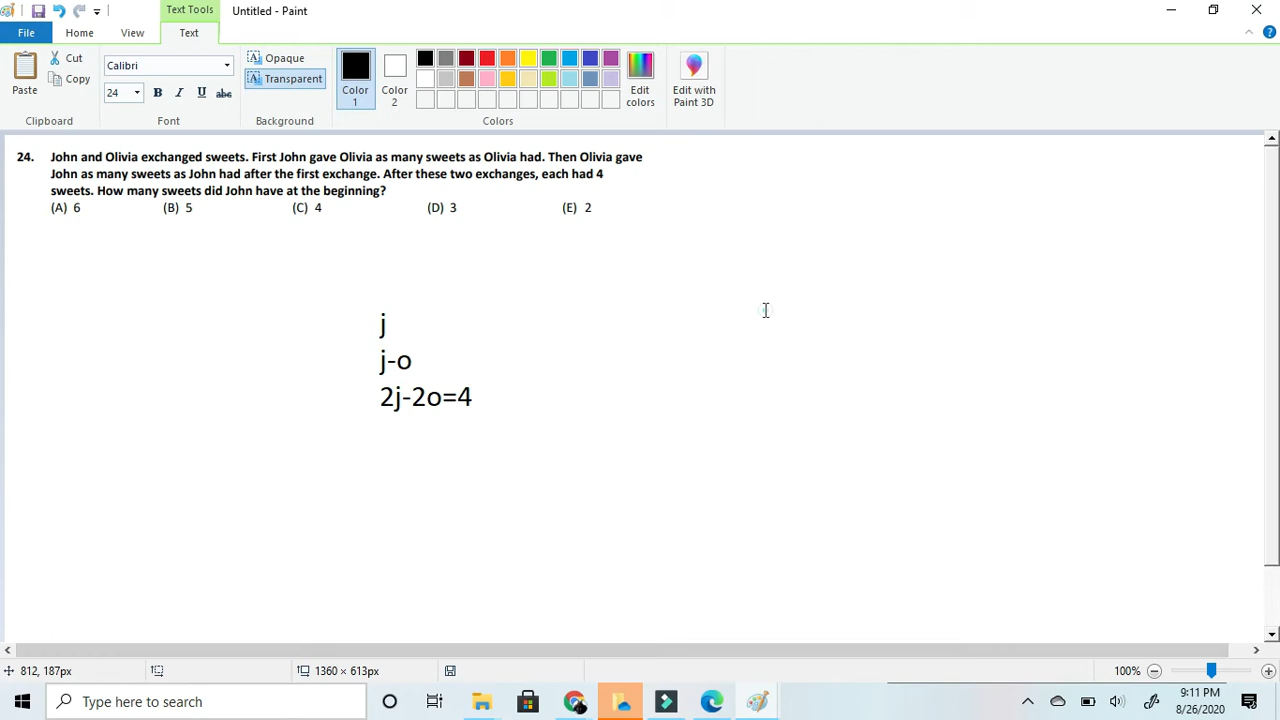 Text Tools
Untitled - Paint
File
Home
View
Text
Paste
Cut
Copy
Clipboard
Calibri
24
B I U abc
Font
Opaque
Transparent
Background
Color 1
Color 2
Edit colors
Colors
Edit with Paint 3D
24. John and Olivia exchanged sweets. First John gave Olivia as many sweets as Olivia had. Then Olivia gave
John as many sweets as John had after the first exchange. After these two exchanges, each had 4
sweets. How many sweets did John have at the beginning?
(A) 6 (B) 5 (C) 4 (D) 3 (E) 2
j
j-o
2j-2o=4
812, 187px
1360 × 613px
100%
Type here to search
9:11 PM
8/26/2020